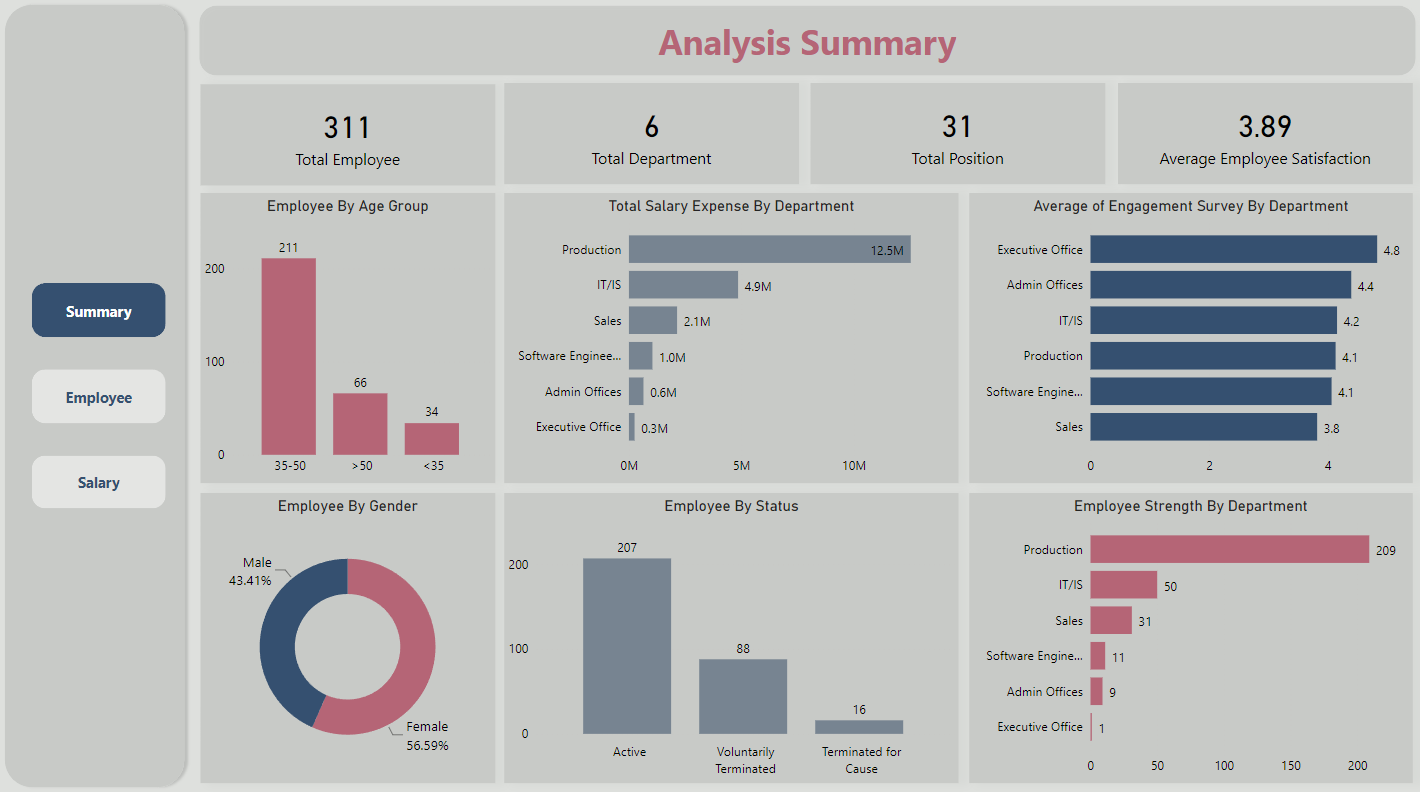 Analysis Summary
Summary
Employee
Salary
311
Total Employee
6
Total Department
31
Total Position
3.89
Average Employee Satisfaction
Employee By Age Group
200
100
0
211
66
34
35-50
>50
<35
Total Salary Expense By Department
Production
12.5M
IT/IS
4.9M
Sales
2.1M
Software Enginee...
1.0M
Admin Offices
0.6M
Executive Office
0.3M
0M
5M
10M
Average of Engagement Survey By Department
Executive Office
4.8
Admin Offices
4.4
IT/IS
4.2
Production
4.1
Software Engine...
4.1
Sales
3.8
0
2
4
Employee By Gender
Male
43.41%
Female
56.59%
Employee By Status
200
100
0
207
88
16
Active
Voluntarily
Terminated
Terminated for
Cause
Employee Strength By Department
Production
209
IT/IS
50
Sales
31
Software Engine...
11
Admin Offices
9
Executive Office
1
0
50
100
150
200